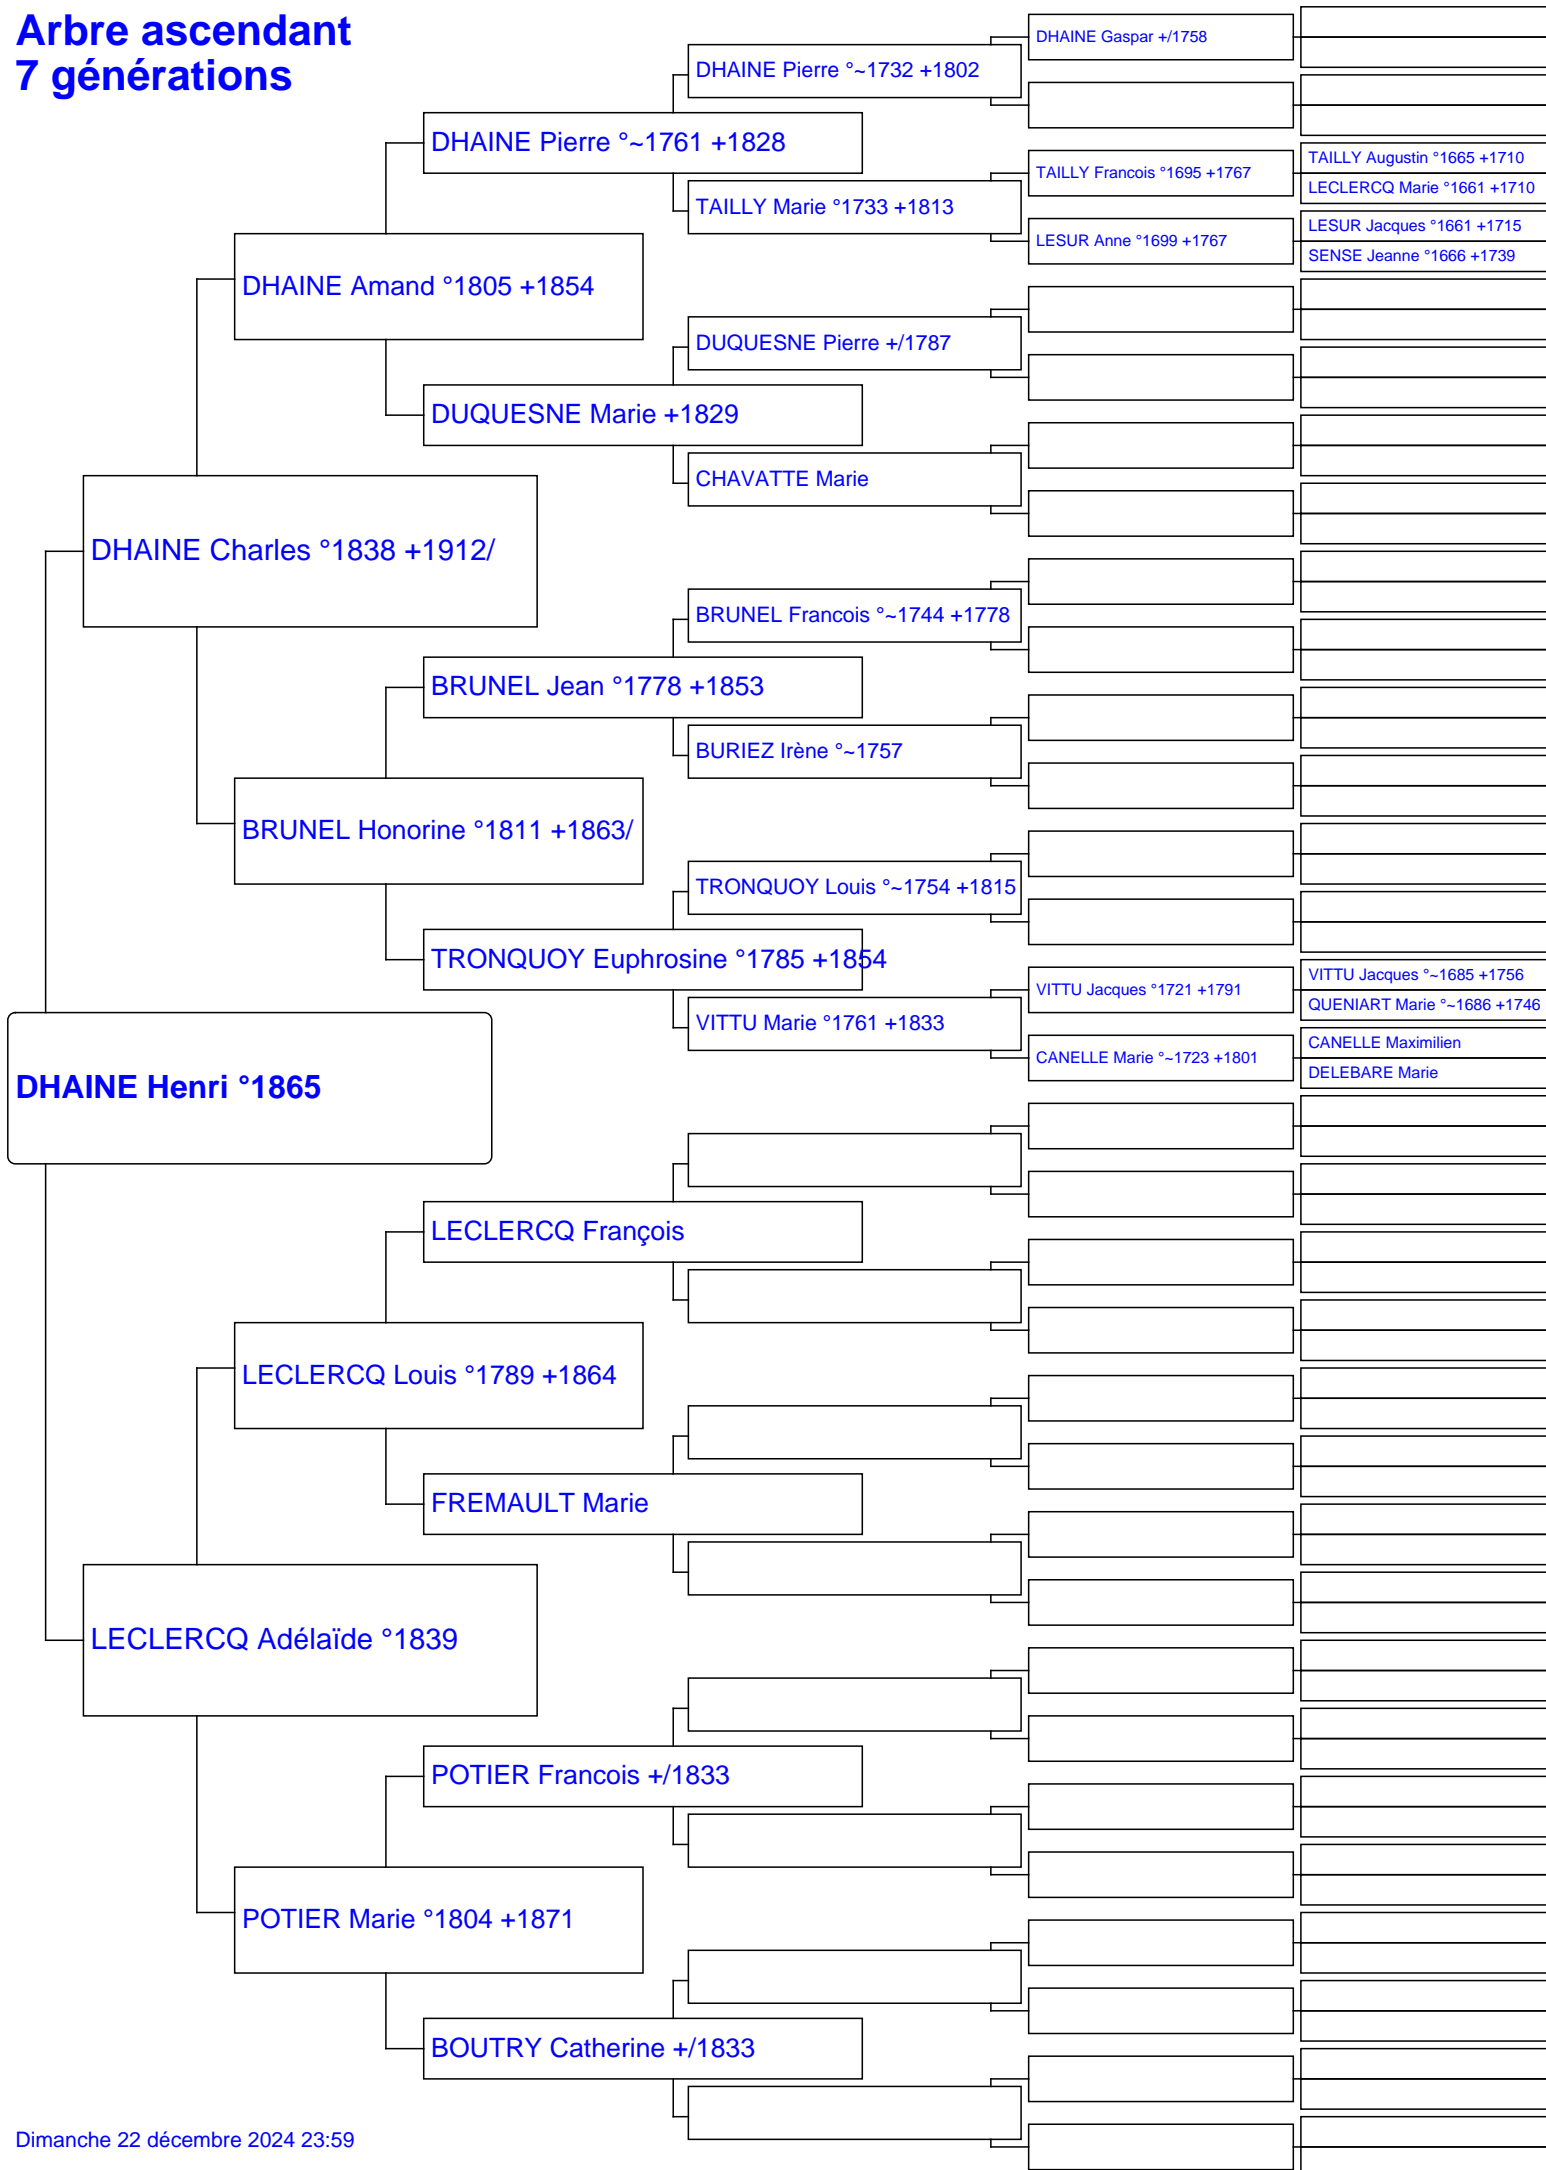 Arbre ascendant
7 générations
DHAINE Henri °1865
DHAINE Charles °1838 +1912/
LECLERCQ Adélaïde °1839
DHAINE Amand °1805 +1854
BRUNEL Honorine °1811 +1863/
LECLERCQ Louis °1789 +1864
POTIER Marie °1804 +1871
DHAINE Pierre °~1761 +1828
DUQUESNE Marie +1829
BRUNEL Jean °1778 +1853
TRONQUOY Euphrosine °1785 +1854
LECLERCQ François
FREMAULT Marie
POTIER Francois +/1833
BOUTRY Catherine +/1833
DHAINE Pierre °~1732 +1802
TAILLY Marie °1733 +1813
DUQUESNE Pierre +/1787
CHAVATTE Marie
BRUNEL Francois °~1744 +1778
BURIEZ Irène °~1757
TRONQUOY Louis °~1754 +1815
VITTU Marie °1761 +1833
DHAINE Gaspar +/1758
TAILLY Francois °1695 +1767
LESUR Anne °1699 +1767
VITTU Jacques °1721 +1791
CANELLE Marie °~1723 +1801
TAILLY Augustin °1665 +1710
LECLERCQ Marie °1661 +1710
LESUR Jacques °1661 +1715
SENSE Jeanne °1666 +1739
VITTU Jacques °~1685 +1756
QUENIART Marie °~1686 +1746
CANELLE Maximilien
DELEBARE Marie
Dimanche 22 décembre 2024 23:59